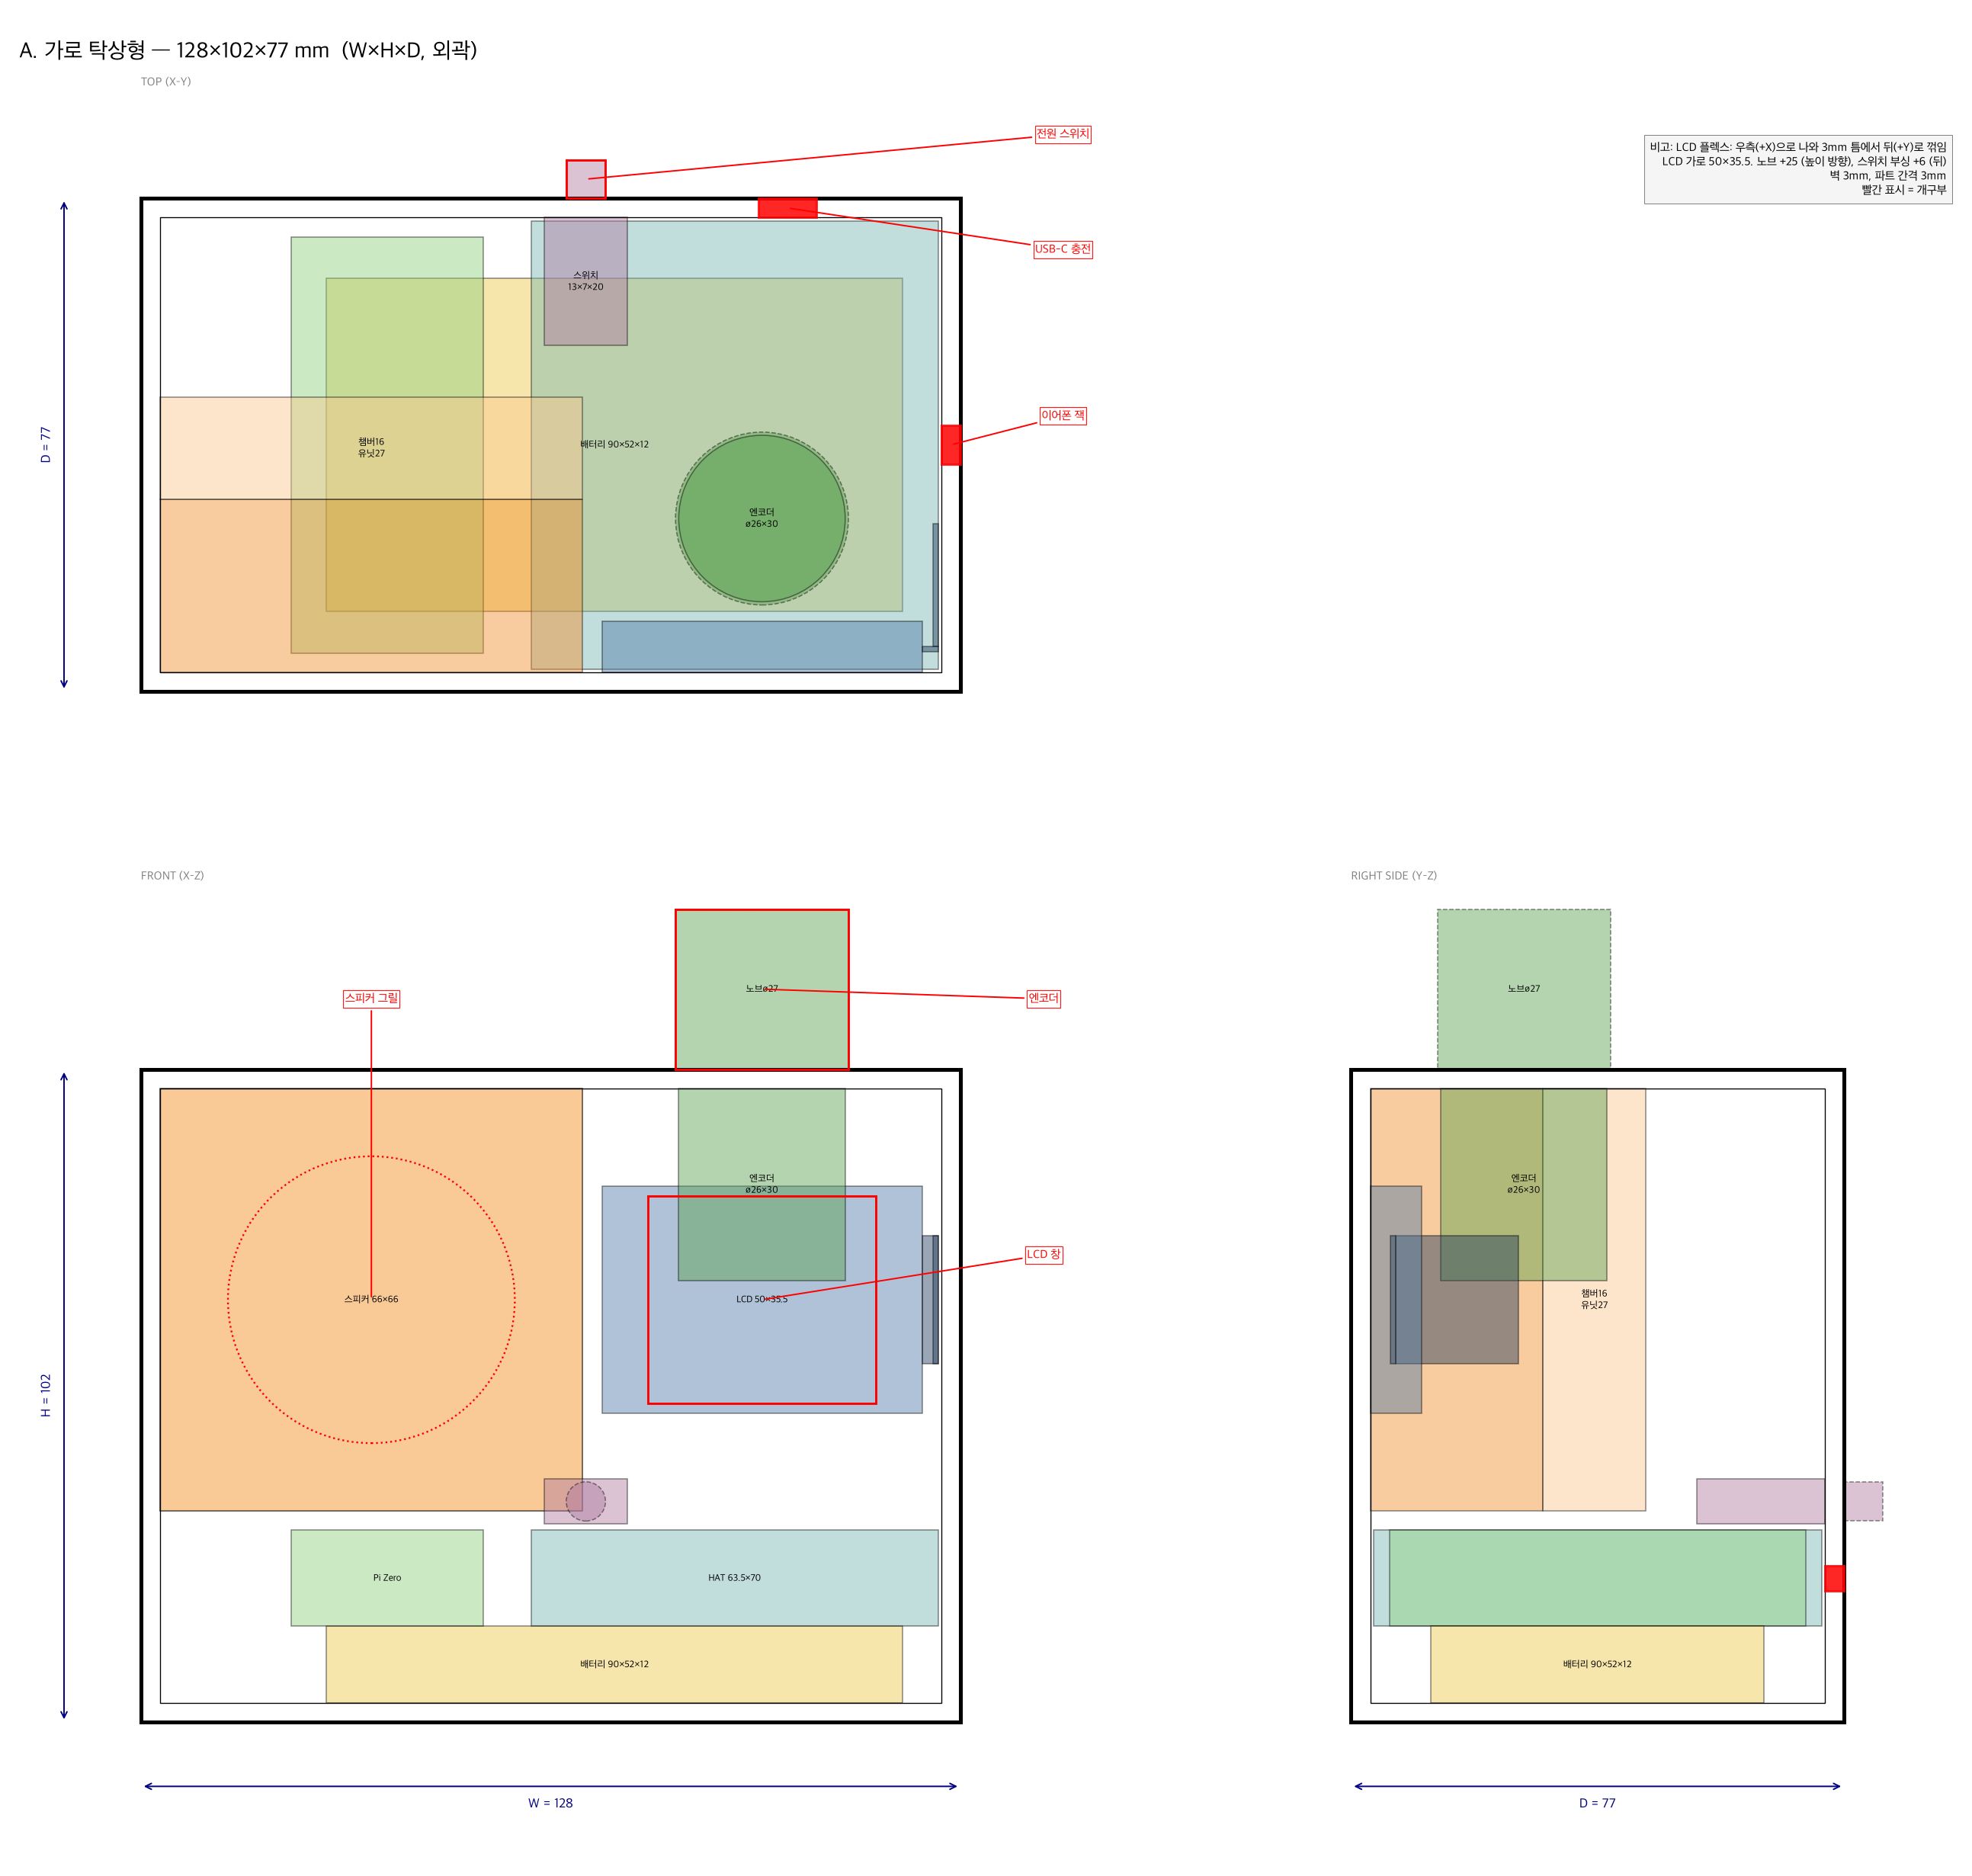 A. 가로 탁상형 — 128×102×77 mm  (W×H×D, 외곽)
TOP (X-Y)
전원 스위치
비고: LCD 플렉스: 우측(+X)으로 나와 3mm 틈에서 뒤(+Y)로 꺾임
LCD 가로 50×35.5. 노브 +25 (높이 방향), 스위치 부싱 +6 (뒤)
벽 3mm, 파트 간격 3mm
빨간 표시 = 개구부
USB-C 충전
스위치
13×7×20
이어폰 잭
D = 77
챔버16
유닛27
배터리 90×52×12
엔코더
ø26×30
FRONT (X-Z)
RIGHT SIDE (Y-Z)
노브ø27
노브ø27
스피커 그릴
엔코더
엔코더
ø26×30
엔코더
ø26×30
LCD 창
스피커 66×66
LCD 50×35.5
챔버16
유닛27
H = 102
Pi Zero
HAT 63.5×70
배터리 90×52×12
배터리 90×52×12
W = 128
D = 77